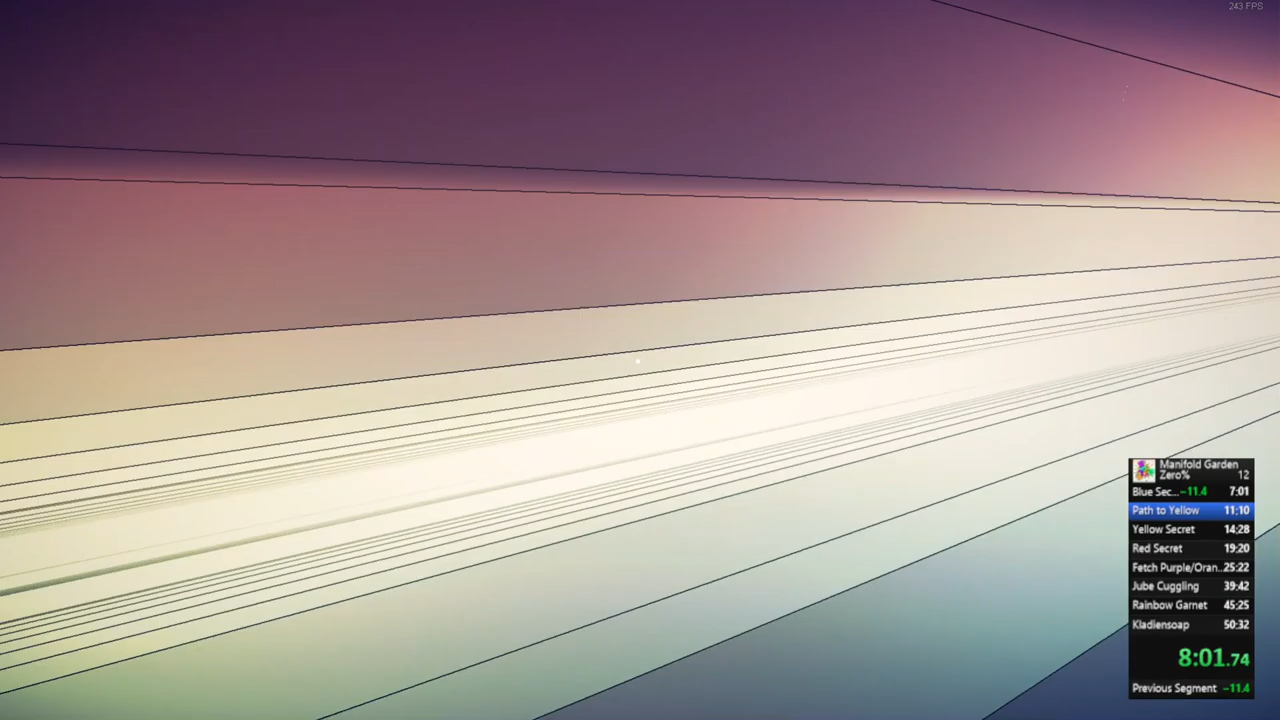 243 FPS
Manifold Garden
Zero% 12
Blue Sec... -11.4 7:01
Path to Yellow 11:10
Yellow Secret 14:28
Red Secret 19:20
Fetch Purple/Oran... 25:22
Jube Cuggling 39:42
Rainbow Garnet 45:25
Kladiensoap 50:32
8:01.74
Previous Segment -11.4